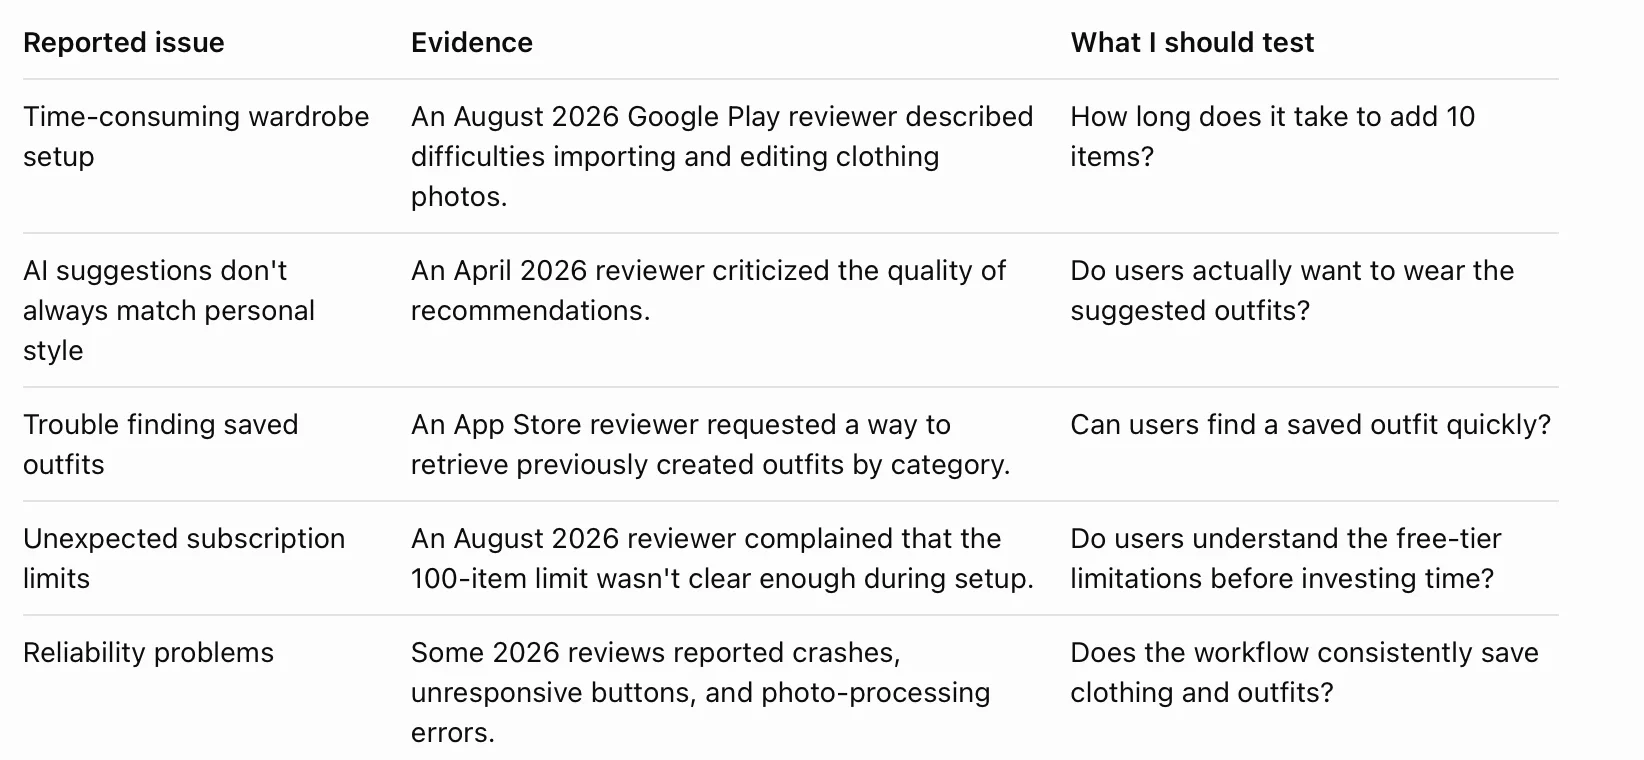 Reported issue
Evidence
What I should test
Time-consuming wardrobe
setup
An August 2026 Google Play reviewer described
difficulties importing and editing clothing
photos.
How long does it take to add 10
items?
AI suggestions don't
always match personal
style
An April 2026 reviewer criticized the quality of
recommendations.
Do users actually want to wear the
suggested outfits?
Trouble finding saved
outfits
An App Store reviewer requested a way to
retrieve previously created outfits by category.
Can users find a saved outfit quickly?
Unexpected subscription
limits
An August 2026 reviewer complained that the
100-item limit wasn't clear enough during setup.
Do users understand the free-tier
limitations before investing time?
Reliability problems
Some 2026 reviews reported crashes,
unresponsive buttons, and photo-processing
errors.
Does the workflow consistently save
clothing and outfits?